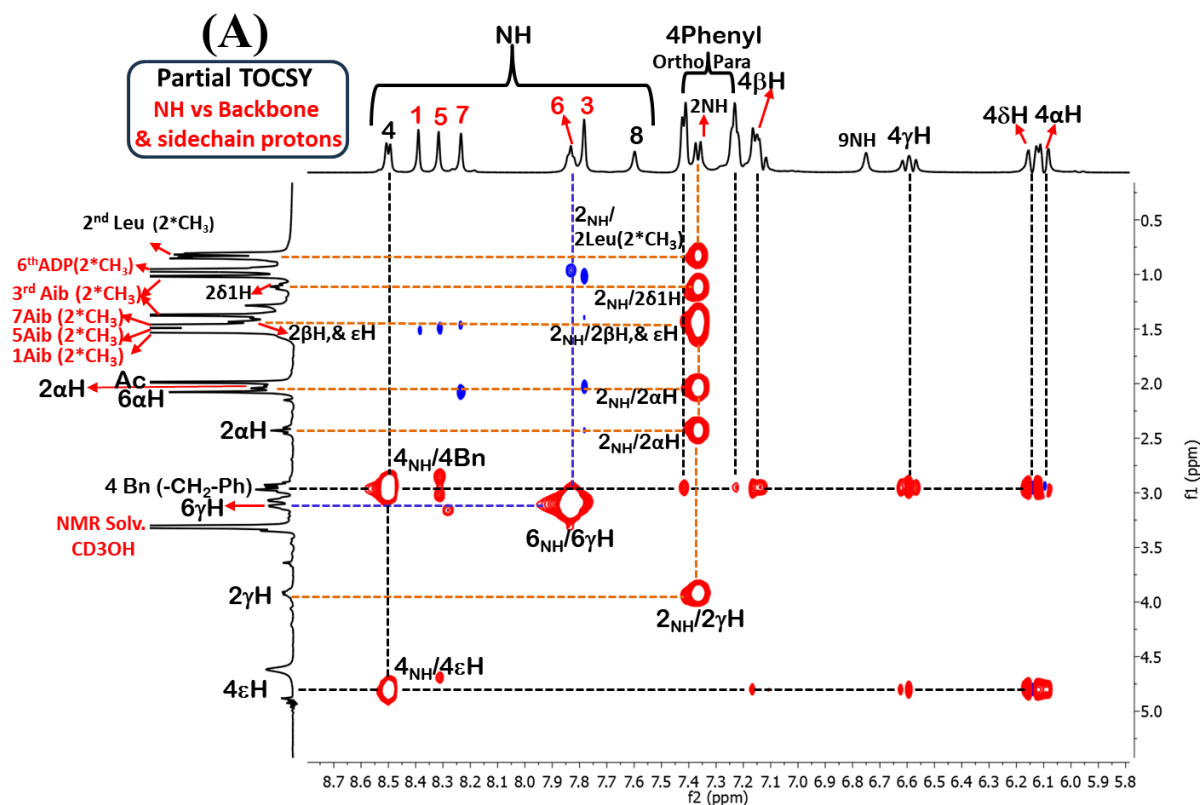 (A)
Partial TOCSY
NH vs Backbone
& sidechain protons
NH
4Phenyl
Ortho Para
4 1 5 7 6 3 8 2NH 4βH 9NH 4γH 4δH 4αH
2nd Leu (2*CH3)
6thADP(2*CH3)
3rd Aib (2*CH3)
2δ1H
7Aib (2*CH3)
5Aib (2*CH3)
1Aib (2*CH3)
2βH,& εH
Ac
2αH
6αH
2αH
4 Bn (-CH2-Ph)
6γH
NMR Solv.
CD3OH
2γH
4εH
2NH/
2Leu(2*CH3)
2NH/2δ1H
2NH/2βH,& εH
2NH/2αH
2NH/2αH
4NH/4Bn
6NH/6γH
2NH/2γH
4NH/4εH
0.5
1.0
1.5
2.0
2.5
3.0
3.5
4.0
4.5
5.0
f1 (ppm)
8.7 8.6 8.5 8.4 8.3 8.2 8.1 8.0 7.9 7.8 7.7 7.6 7.5 7.4 7.3 7.2 7.1 7.0 6.9 6.8 6.7 6.6 6.5 6.4 6.3 6.2 6.1 6.0 5.9 5.8
f2 (ppm)